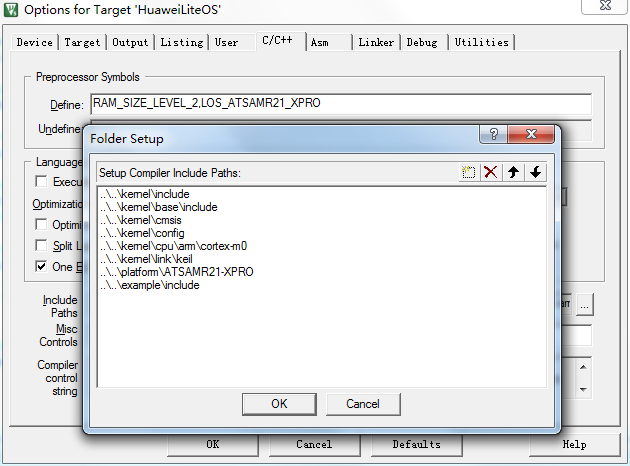 Options for Target 'HuaweiLiteOS'
Device Target Output Listing User C/C++ Asm Linker Debug Utilities
Preprocessor Symbols
Define: RAM_SIZE_LEVEL_2,LOS_ATSAMR21_XPRO
Undefine:
Folder Setup
Setup Compiler Include Paths:
..\..\kernel\include
..\..\kernel\base\include
..\..\kernel\cmsis
..\..\kernel\config
..\..\kernel\cpu\arm\cortex-m0
..\..\kernel\link\keil
..\..\platform\ATSAMR21-XPRO
..\..\example\include
OK Cancel
Language
Execu
Optimizatio
Optimi
Split L
One E
Include
Paths
...
Misc
Controls
Compiler
control
string
OK Cancel Defaults Help